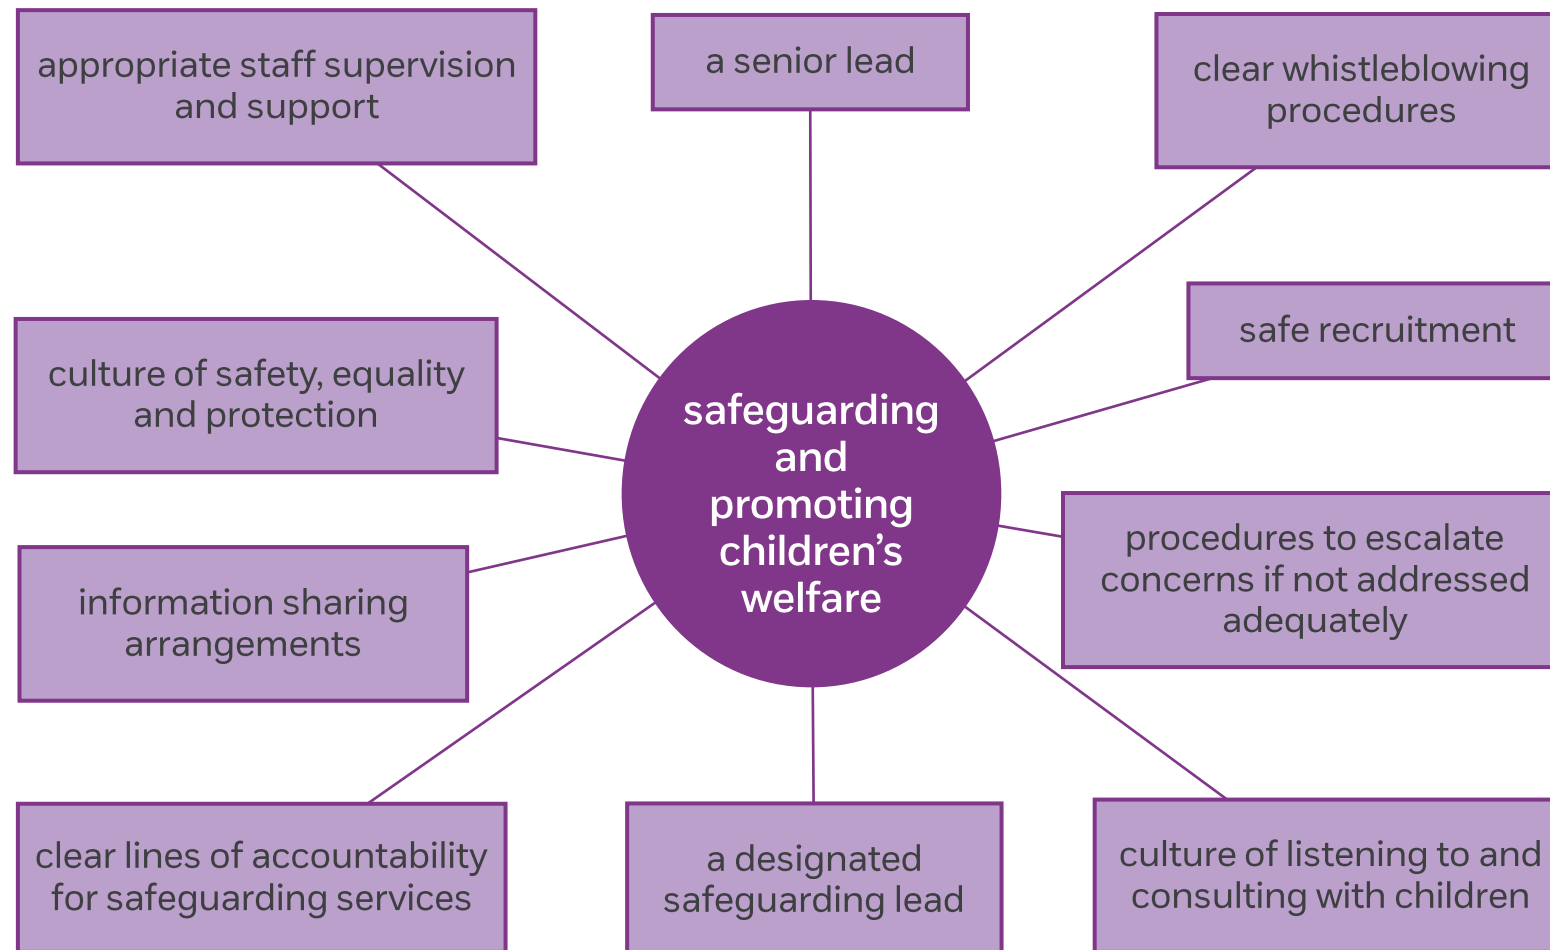 appropriate staff supervision
and support
a senior lead
clear whistleblowing
procedures
safe recruitment
culture of safety, equality
and protection
safeguarding
and
promoting
children’s
welfare
procedures to escalate
concerns if not addressed
adequately
information sharing
arrangements
clear lines of accountability
for safeguarding services
a designated
safeguarding lead
culture of listening to and
consulting with children